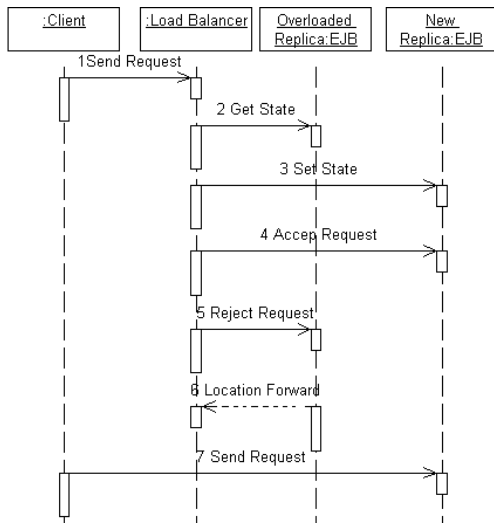 :Client
:Load Balancer
Overloaded
Replica:EJB
New
Replica:EJB
1Send Request
2 Get State
3 Set State
4 Accep Request
5 Reject Request
6 Location Forward
7 Send Request